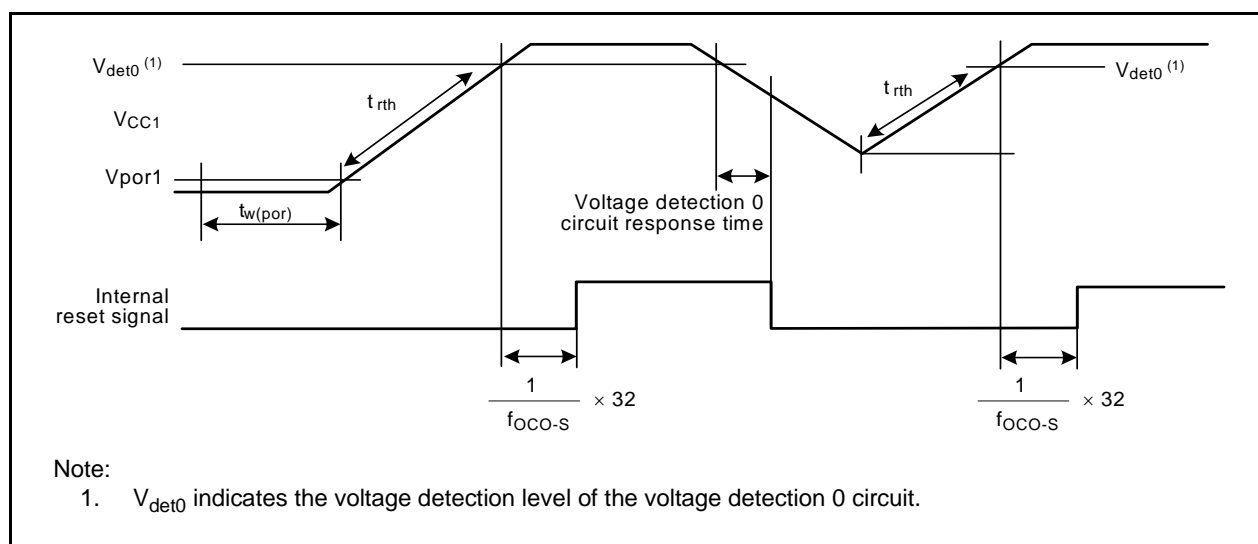 Vdet0 (1)
t rth
VCC1
Vpor1
tw(por)
t rth
Vdet0 (1)
Voltage detection 0
circuit response time
Internal
reset signal
1
fOCO-S
× 32
1
fOCO-S
× 32
Note:
1. Vdet0 indicates the voltage detection level of the voltage detection 0 circuit.